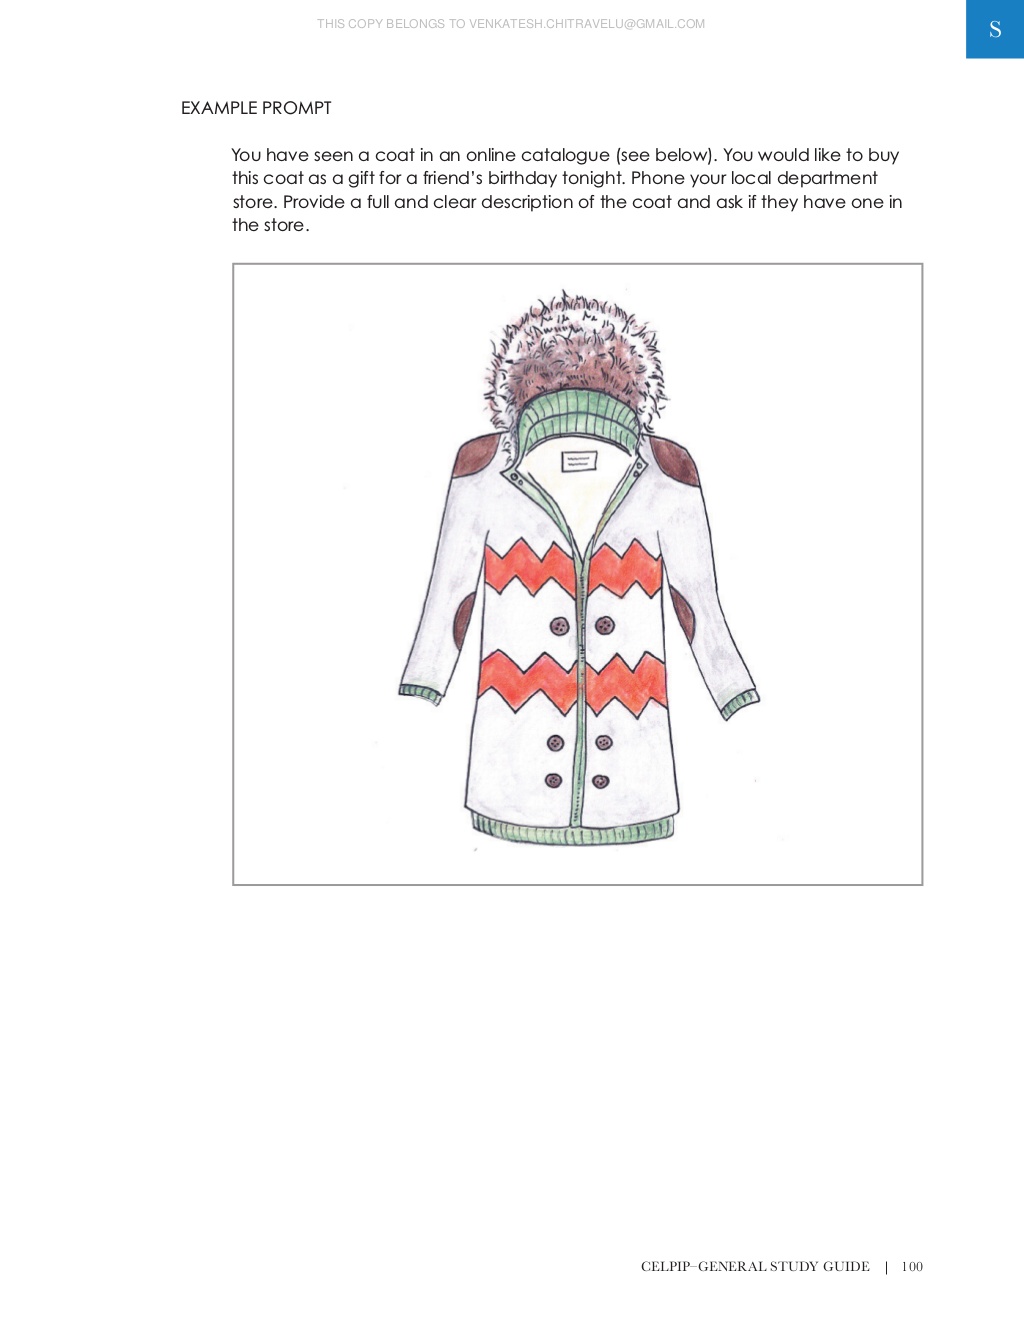 THIS COPY BELONGS TO VENKATESH.CHITRAVELU@GMAIL.COM
S
EXAMPLE PROMPT
You have seen a coat in an online catalogue (see below). You would like to buy
this coat as a gift for a friend's birthday tonight. Phone your local department
store. Provide a full and clear description of the coat and ask if they have one in
the store.
CELPIP–GENERAL STUDY GUIDE | 100